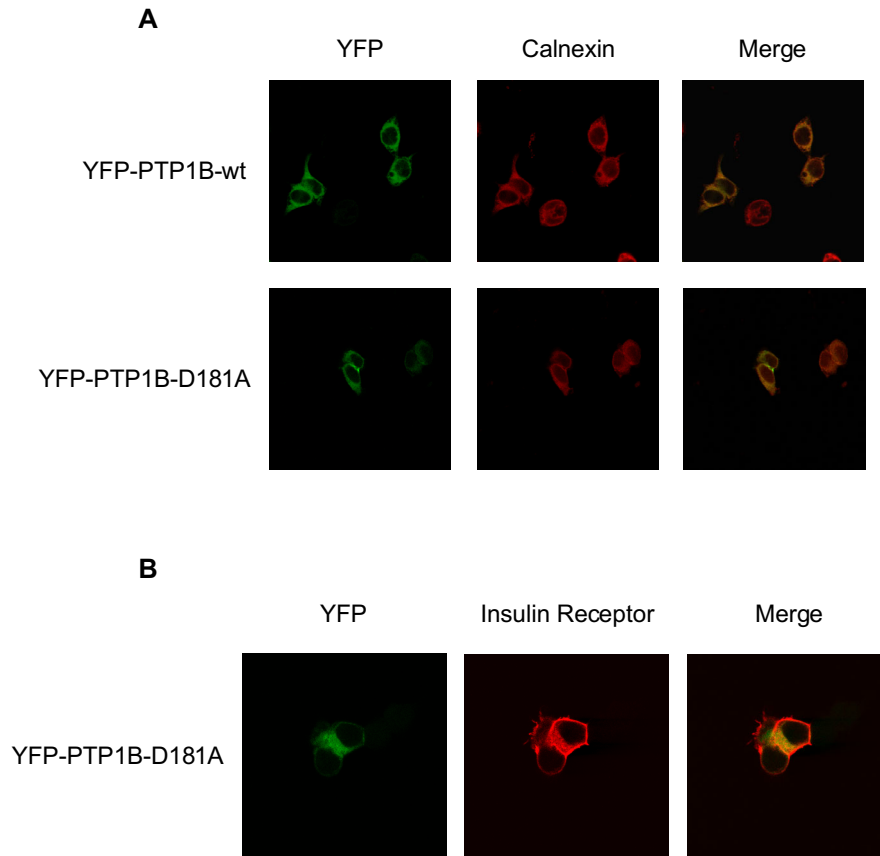 A
YFP Calnexin Merge
YFP-PTP1B-wt
YFP-PTP1B-D181A
B
YFP Insulin Receptor Merge
YFP-PTP1B-D181A